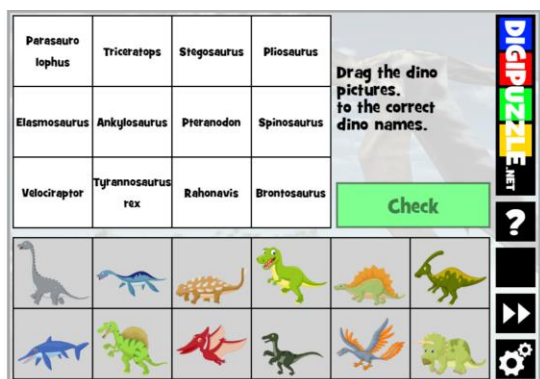 Parasauro
lophus
Triceratops
Stegosaurus
Pliosaurus
Elasmosaurus
Ankylosaurus
Pteranodon
Spinosaurus
Velociraptor
Tyrannosaurus
rex
Rahonavis
Brontosaurus
Drag the dino
pictures.
to the correct
dino names.
Check
DIGIPUZZLE.NET
?